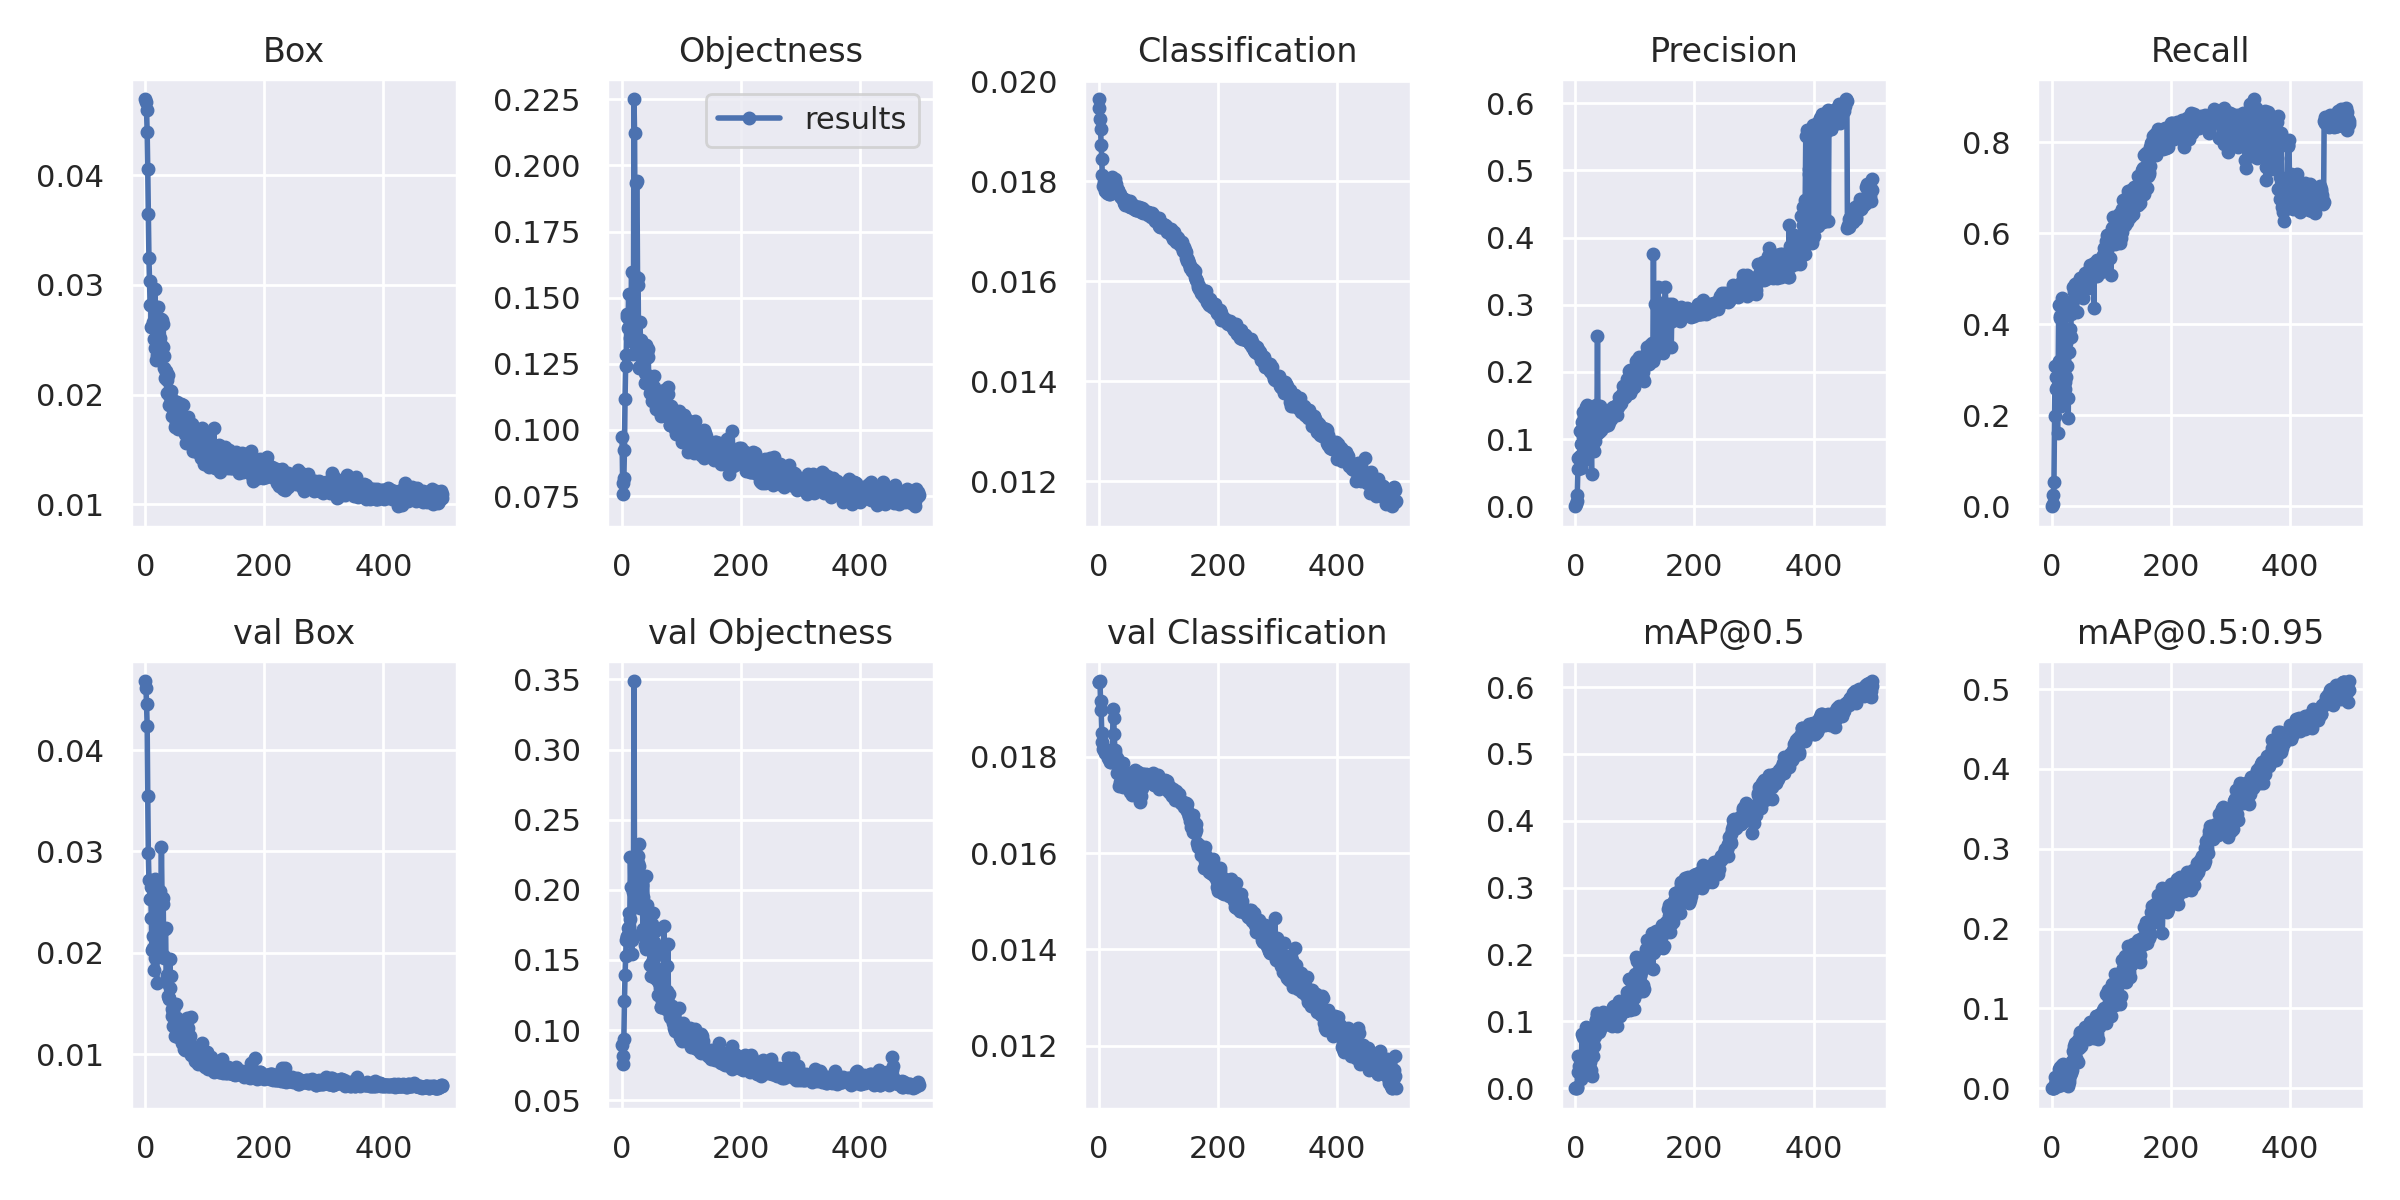 Box
0.04
0.03
0.02
0.01
0 200 400
Objectness
results
0.225
0.200
0.175
0.150
0.125
0.100
0.075
0 200 400
Classification
0.020
0.018
0.016
0.014
0.012
0 200 400
Precision
0.6
0.5
0.4
0.3
0.2
0.1
0.0
0 200 400
Recall
0.8
0.6
0.4
0.2
0.0
0 200 400
val Box
0.04
0.03
0.02
0.01
0 200 400
val Objectness
0.35
0.30
0.25
0.20
0.15
0.10
0.05
0 200 400
val Classification
0.018
0.016
0.014
0.012
0 200 400
mAP@0.5
0.6
0.5
0.4
0.3
0.2
0.1
0.0
0 200 400
mAP@0.5:0.95
0.5
0.4
0.3
0.2
0.1
0.0
0 200 400